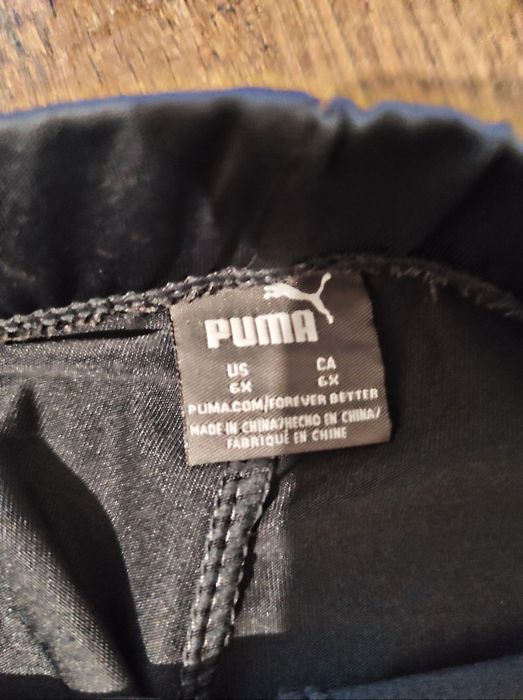 PUMA
US CA
6X 6X
PUMA.COM/FOREVER BETTER
MADE IN CHINA/HECHO EN CHINA/
FABRIQUÉ EN CHINE